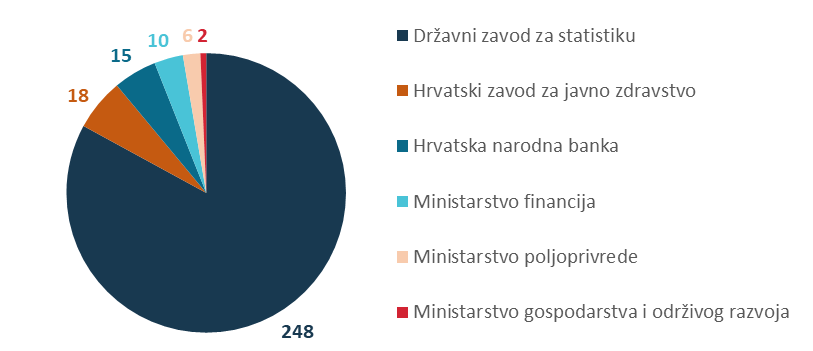 248
18
15
10
6
2
Državni zavod za statistiku
Hrvatski zavod za javno zdravstvo
Hrvatska narodna banka
Ministarstvo financija
Ministarstvo poljoprivrede
Ministarstvo gospodarstva i održivog razvoja